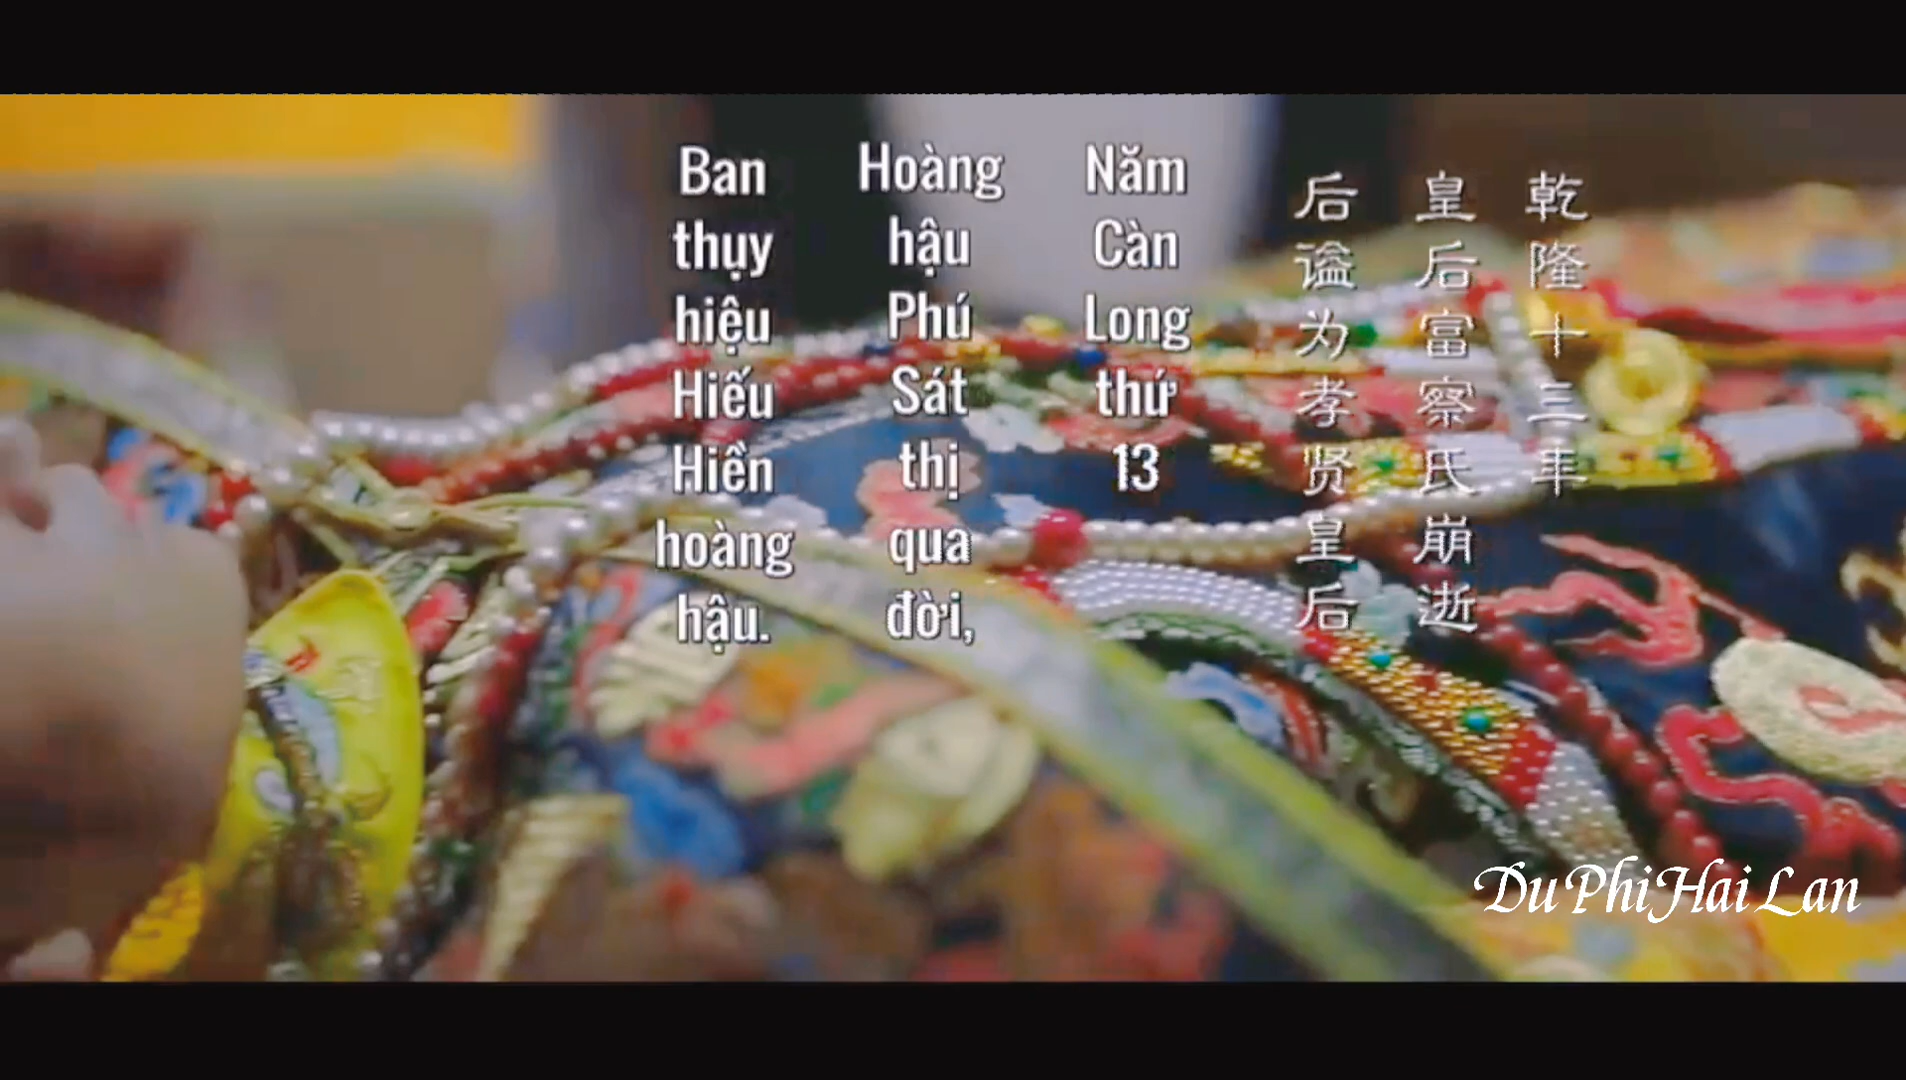 乾隆十三年
皇后富察氏崩逝
后谥为孝贤皇后
Năm Càn Long thứ 13
Hoàng hậu Phú Sát thị qua đời,
Ban thụy hiệu Hiếu Hiền hoàng hậu.
DuPhiHaiLan